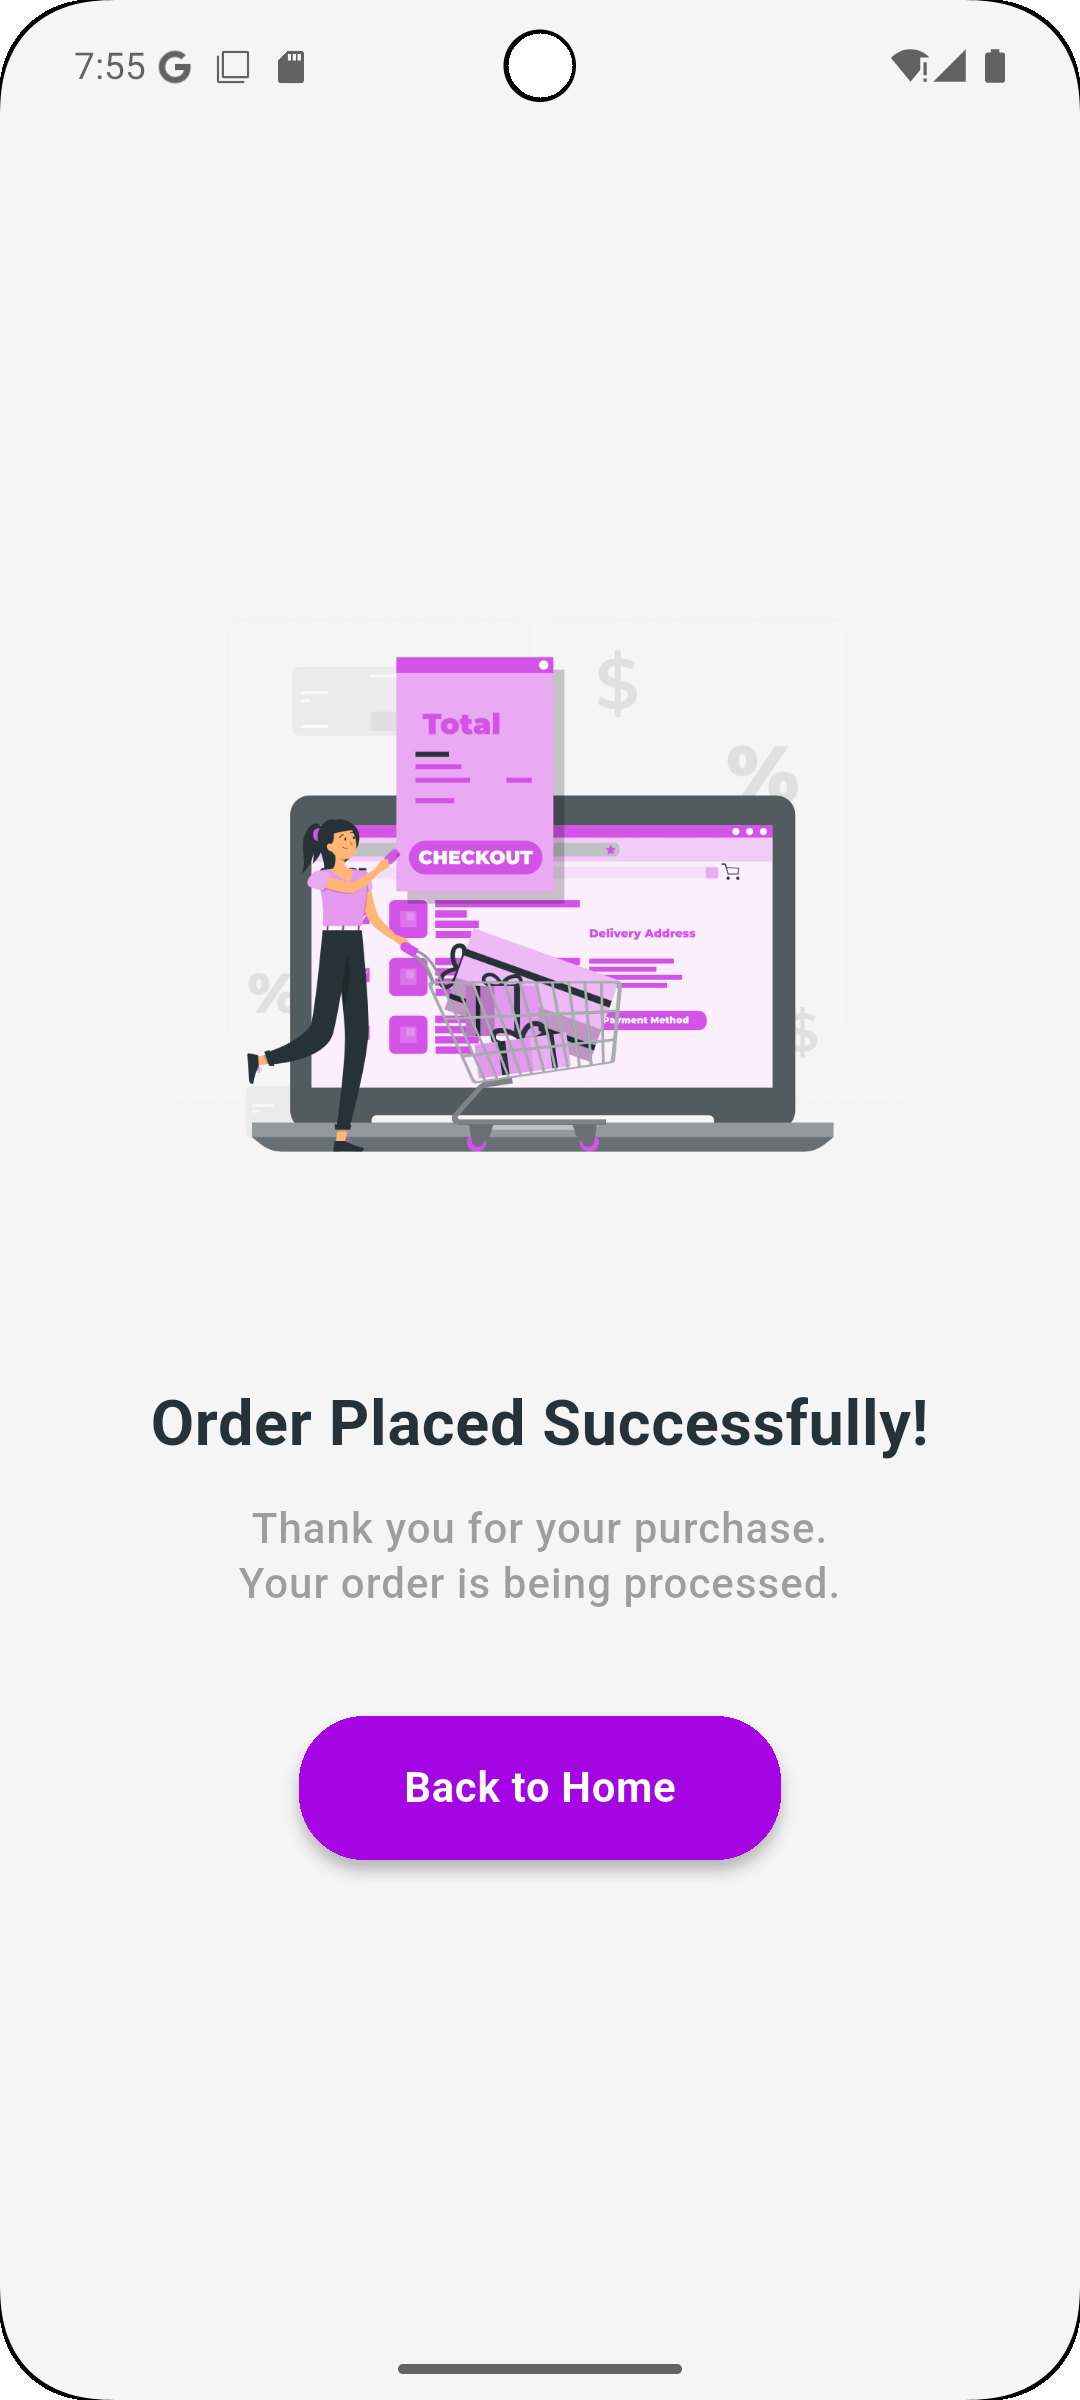 7:55
$
Total
%
CHECKOUT
Delivery Address
%
Payment Method
$
Order Placed Successfully!
Thank you for your purchase.
Your order is being processed.
Back to Home